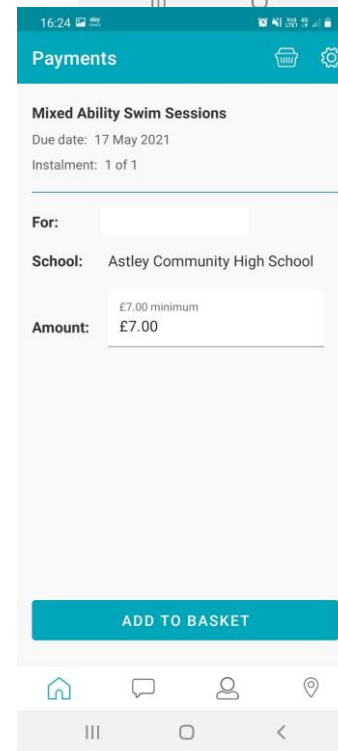 16:24
Payments
Mixed Ability Swim Sessions
Due date: 17 May 2021
Instalment: 1 of 1
For:
School: Astley Community High School
£7.00 minimum
Amount: £7.00
ADD TO BASKET